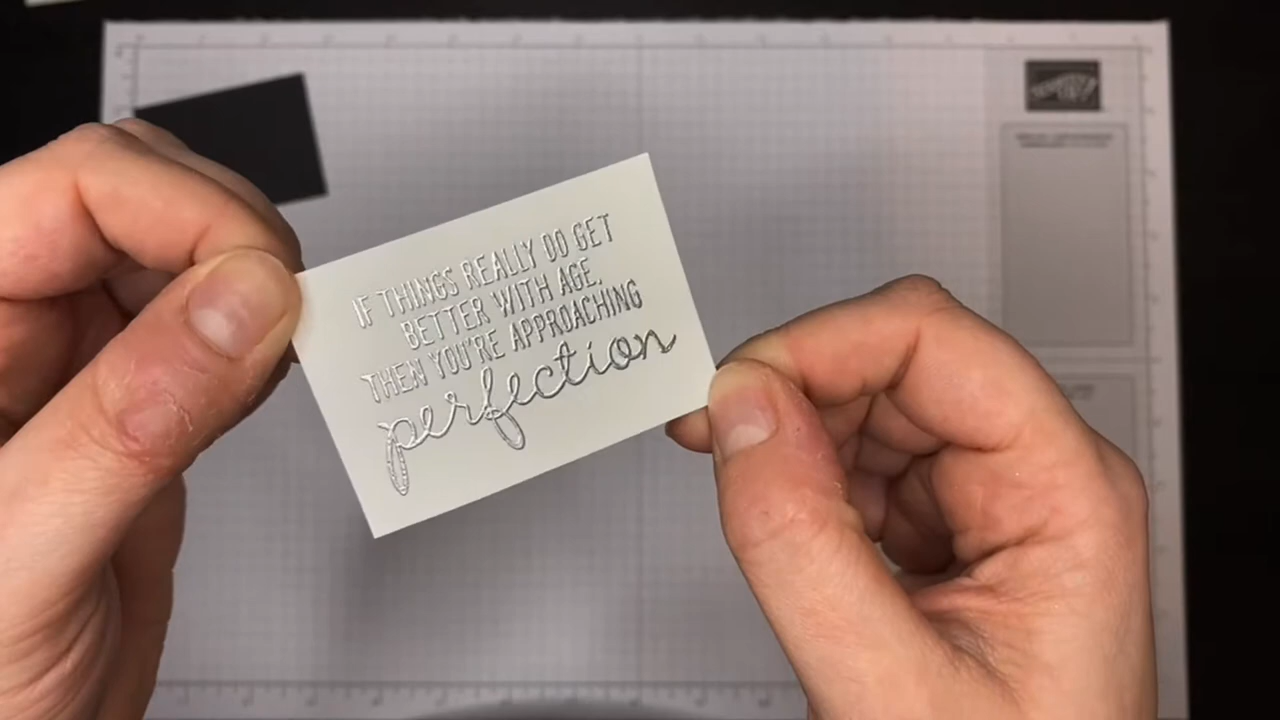 IF THINGS REALLY DO GET
BETTER WITH AGE,
THEN YOU'RE APPROACHING
perfection